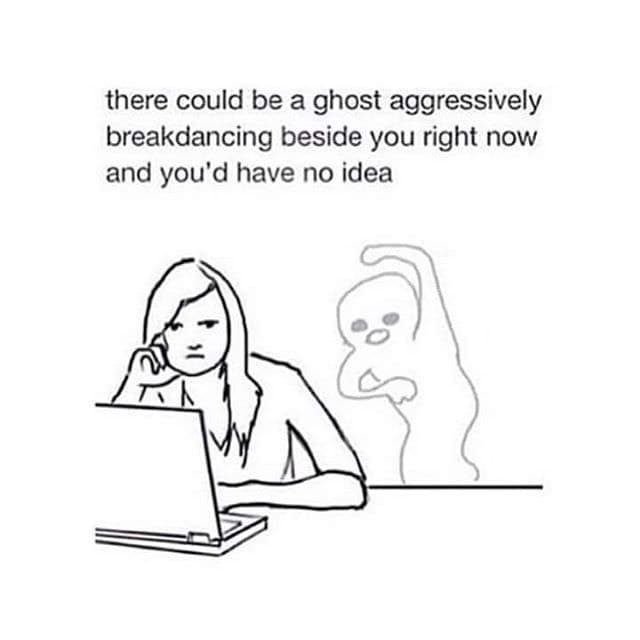 there could be a ghost aggressively
breakdancing beside you right now
and you'd have no idea